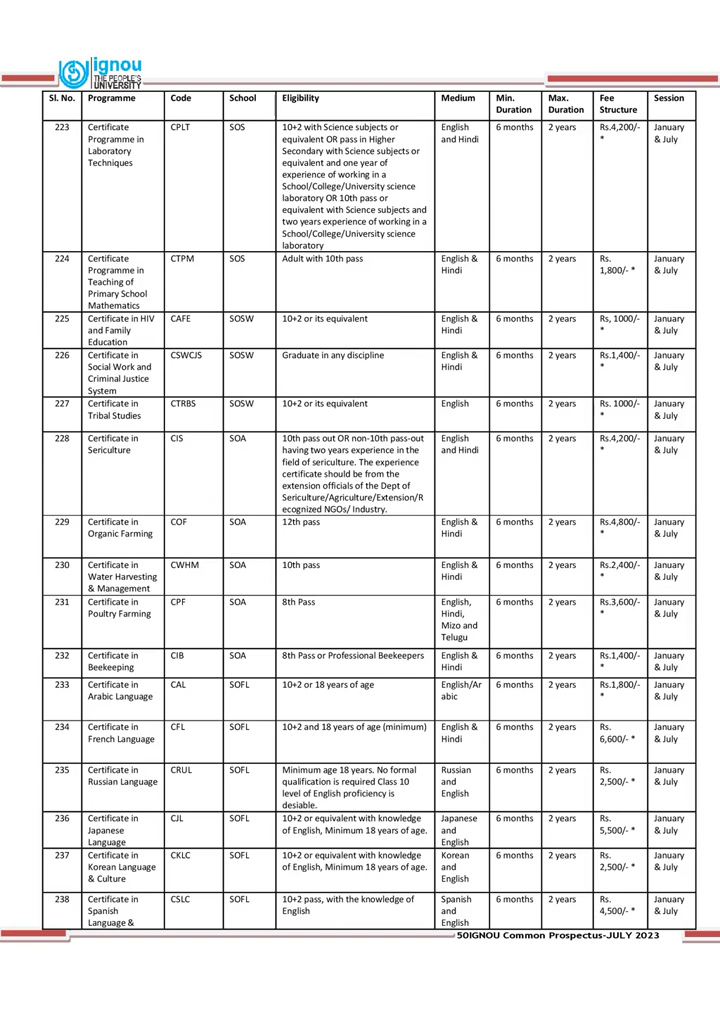 ignou
THE PEOPLE'S
UNIVERSITY
Sl. No. Programme Code School Eligibility Medium Min. Duration Max. Duration Fee Structure Session
223 Certificate Programme in Laboratory Techniques CPLT SOS 10+2 with Science subjects or equivalent OR pass in Higher Secondary with Science subjects or equivalent and one year of experience of working in a School/College/University science laboratory OR 10th pass or equivalent with Science subjects and two years experience of working in a School/College/University science laboratory English and Hindi 6 months 2 years Rs.4,200/- * January & July
224 Certificate Programme in Teaching of Primary School Mathematics CTPM SOS Adult with 10th pass English & Hindi 6 months 2 years Rs. 1,800/- * January & July
225 Certificate in HIV and Family Education CAFE SOSW 10+2 or its equivalent English & Hindi 6 months 2 years Rs, 1000/- * January & July
226 Certificate in Social Work and Criminal Justice System CSWCJS SOSW Graduate in any discipline English & Hindi 6 months 2 years Rs.1,400/- * January & July
227 Certificate in Tribal Studies CTRBS SOSW 10+2 or its equivalent English 6 months 2 years Rs. 1000/- * January & July
228 Certificate in Sericulture CIS SOA 10th pass out OR non-10th pass-out having two years experience in the field of sericulture. The experience certificate should be from the extension officials of the Dept of Sericulture/Agriculture/Extension/R ecognized NGOs/ Industry. English and Hindi 6 months 2 years Rs.4,200/- * January & July
229 Certificate in Organic Farming COF SOA 12th pass English & Hindi 6 months 2 years Rs.4,800/- * January & July
230 Certificate in Water Harvesting & Management CWHM SOA 10th pass English & Hindi 6 months 2 years Rs.2,400/- * January & July
231 Certificate in Poultry Farming CPF SOA 8th Pass English, Hindi, Mizo and Telugu 6 months 2 years Rs.3,600/- * January & July
232 Certificate in Beekeeping CIB SOA 8th Pass or Professional Beekeepers English & Hindi 6 months 2 years Rs.1,400/- * January & July
233 Certificate in Arabic Language CAL SOFL 10+2 or 18 years of age English/Ar abic 6 months 2 years Rs.1,800/- * January & July
234 Certificate in French Language CFL SOFL 10+2 and 18 years of age (minimum) English & Hindi 6 months 2 years Rs. 6,600/- * January & July
235 Certificate in Russian Language CRUL SOFL Minimum age 18 years. No formal qualification is required Class 10 level of English proficiency is desiable. Russian and English 6 months 2 years Rs. 2,500/- * January & July
236 Certificate in Japanese Language CJL SOFL 10+2 or equivalent with knowledge of English, Minimum 18 years of age. Japanese and English 6 months 2 years Rs. 5,500/- * January & July
237 Certificate in Korean Language & Culture CKLC SOFL 10+2 or equivalent with knowledge of English, Minimum 18 years of age. Korean and English 6 months 2 years Rs. 2,500/- * January & July
238 Certificate in Spanish Language & CSLC SOFL 10+2 pass, with the knowledge of English Spanish and English 6 months 2 years Rs. 4,500/- * January & July
50IGNOU Common Prospectus-JULY 2023